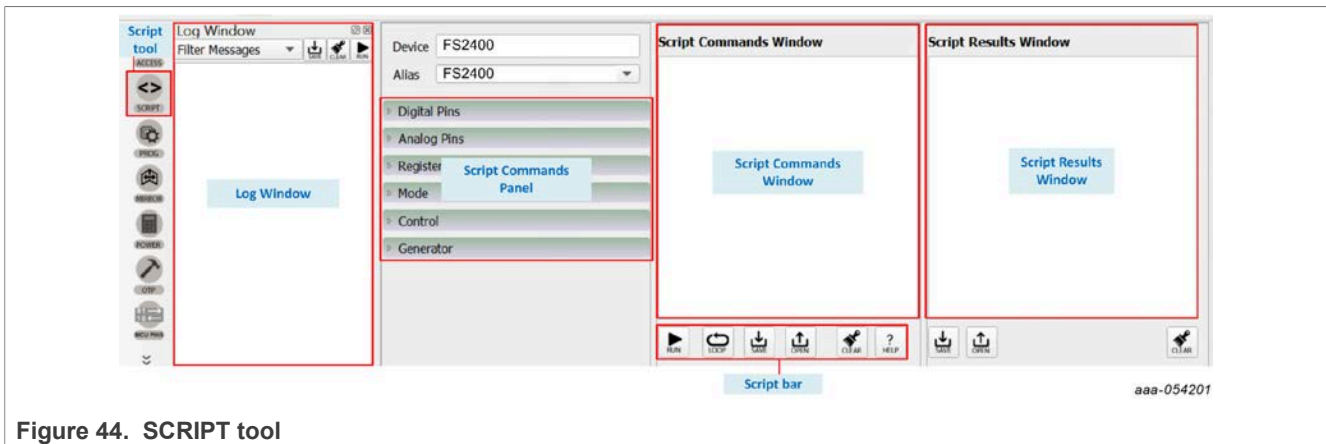 Script
tool
ACCESS
<>
SCRIPT
PROG
MIRROR
POWER
OTP
MCU PINS
Log Window
Filter Messages
SAVE
CLEAR
RUN
Log Window
Device FS2400
Alias FS2400
Digital Pins
Analog Pins
Register
Mode
Control
Generator
Script Commands
Panel
Script Commands Window
Script Commands
Window
RUN
LOOP
SAVE
OPEN
CLEAR
?
HELP
Script bar
Script Results Window
Script Results
Window
SAVE
OPEN
CLEAR
aaa-054201
Figure 44. SCRIPT tool